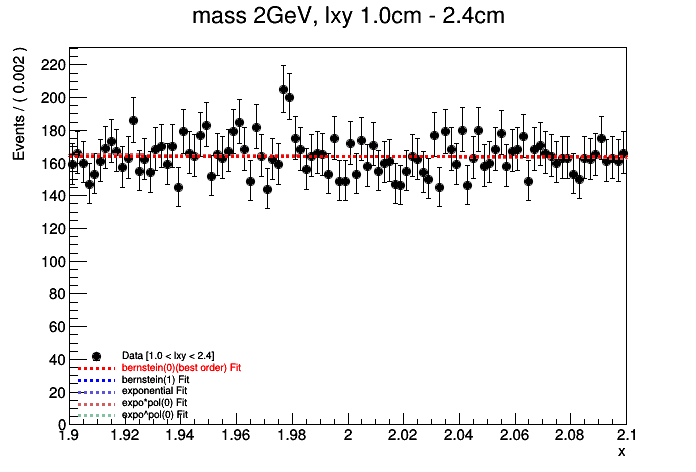 mass 2GeV, lxy 1.0cm - 2.4cm
Events / ( 0.002 )
220
200
180
160
140
120
100
80
60
40
20
0
Data [1.0 < lxy < 2.4]
bernstein(0)(best order) Fit
bernstein(1) Fit
exponential Fit
expo*pol(0) Fit
expo^pol(0) Fit
1.9 1.92 1.94 1.96 1.98 2 2.02 2.04 2.06 2.08 2.1
x